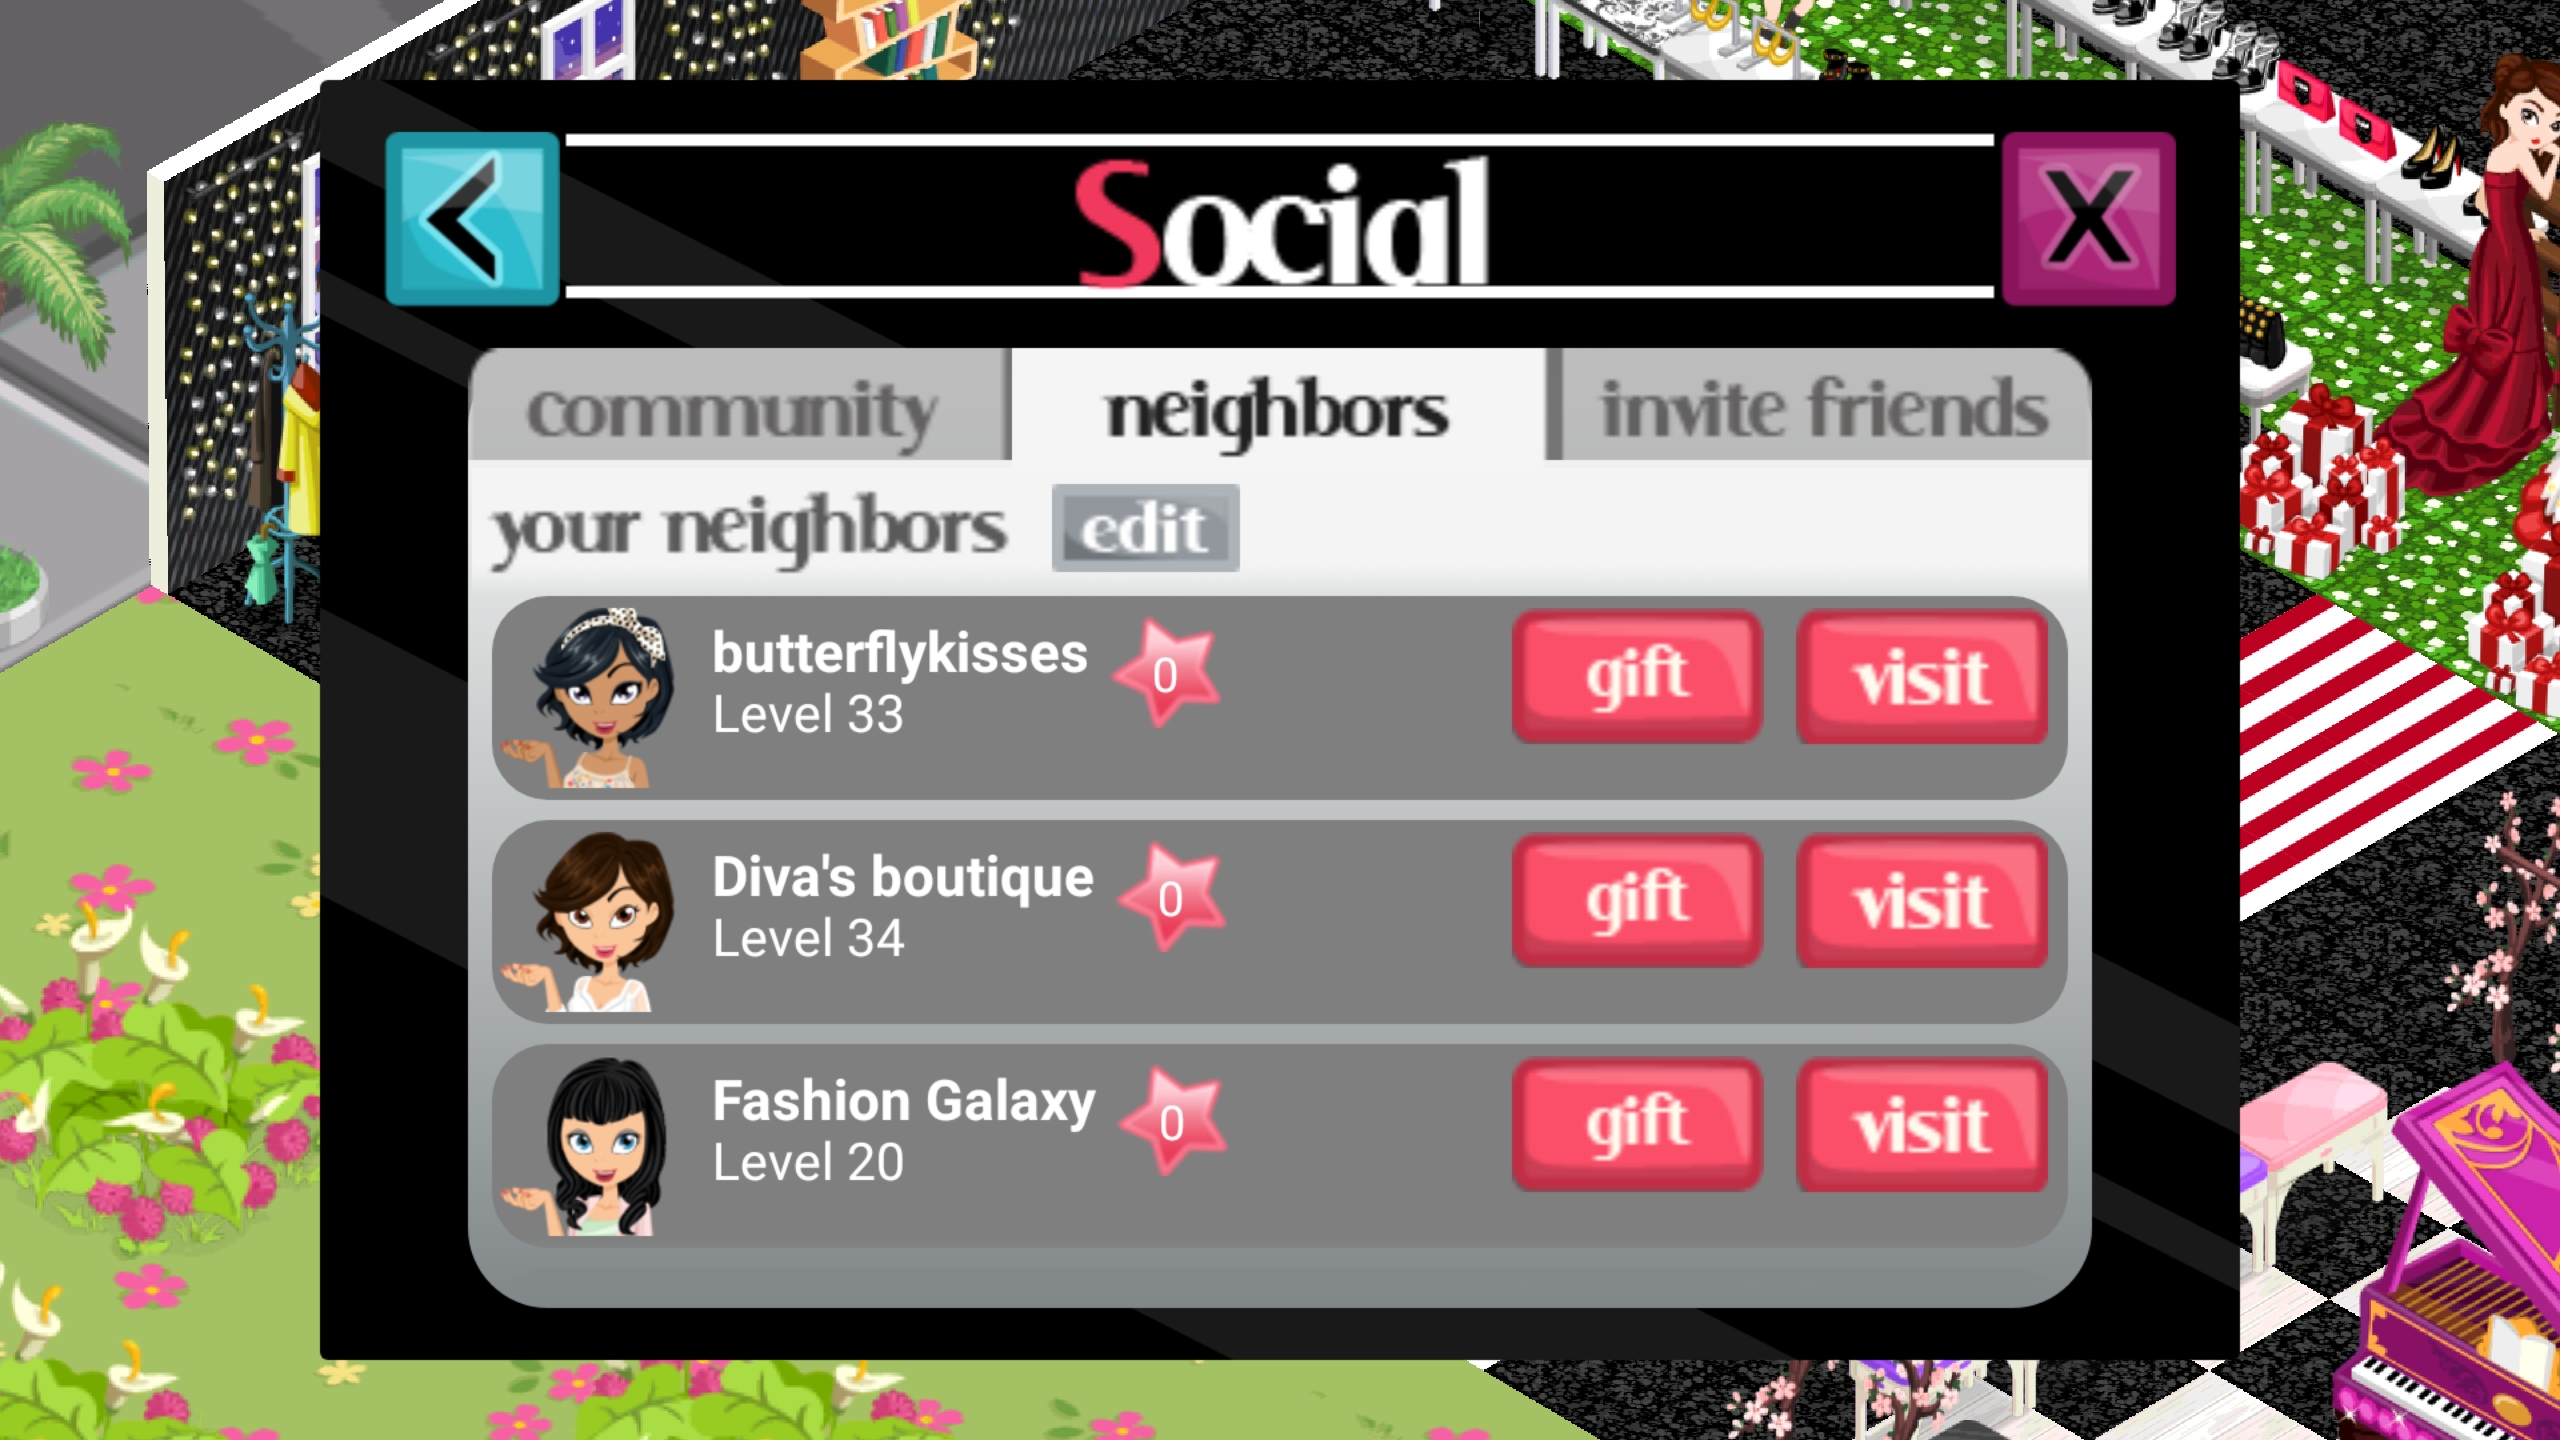 Social
community
neighbors
invite friends
your neighbors
edit
butterflykisses
0
Level 33
gift
visit
Diva's boutique
0
Level 34
gift
visit
Fashion Galaxy
0
Level 20
gift
visit